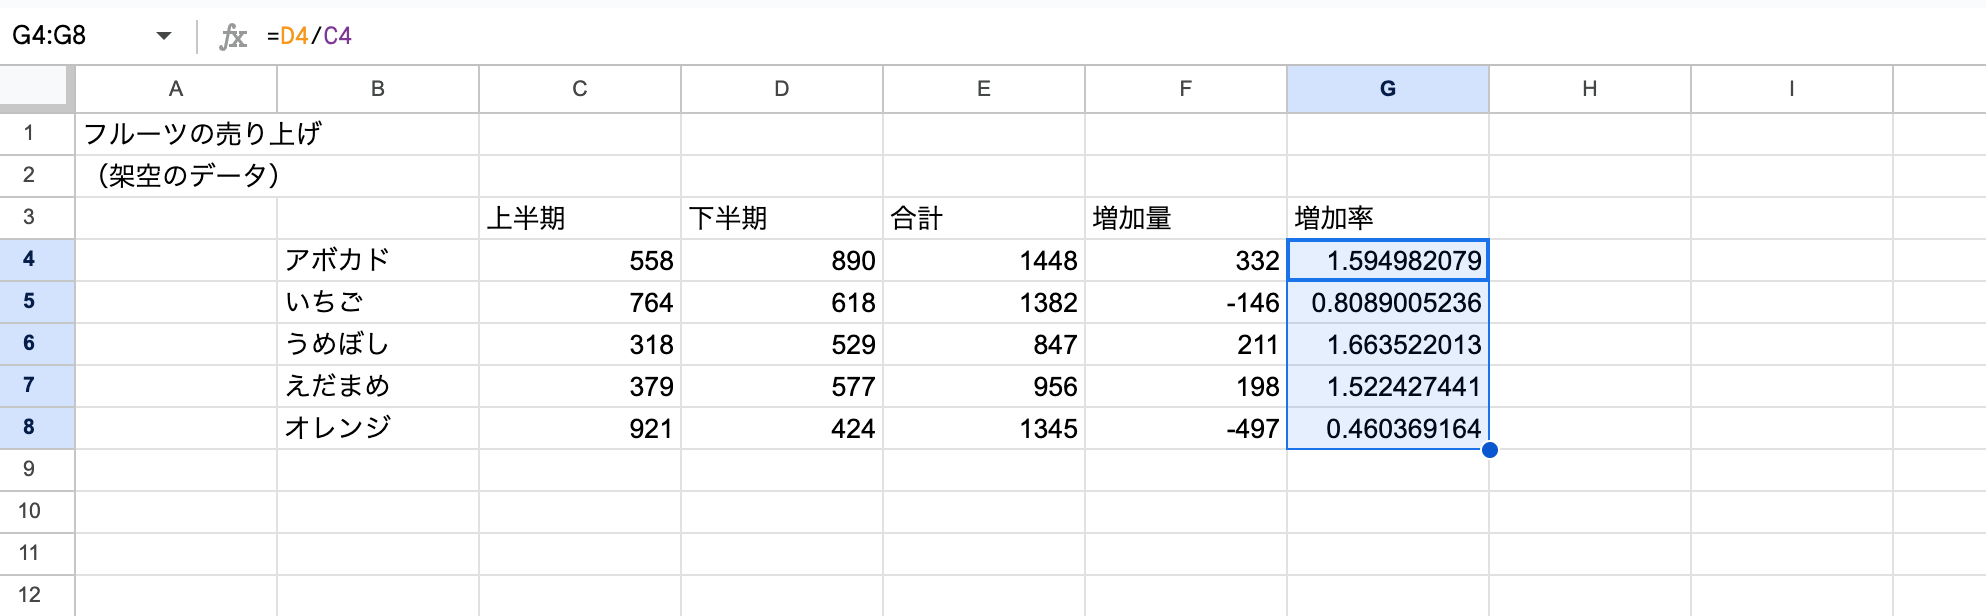 G4:G8 fx =D4/C4
A B C D E F G H I
1 フルーツの売り上げ
2 （架空のデータ）
3 上半期 下半期 合計 増加量 増加率
4 アボカド 558 890 1448 332 1.594982079
5 いちご 764 618 1382 -146 0.8089005236
6 うめぼし 318 529 847 211 1.663522013
7 えだまめ 379 577 956 198 1.522427441
8 オレンジ 921 424 1345 -497 0.460369164
9
10
11
12